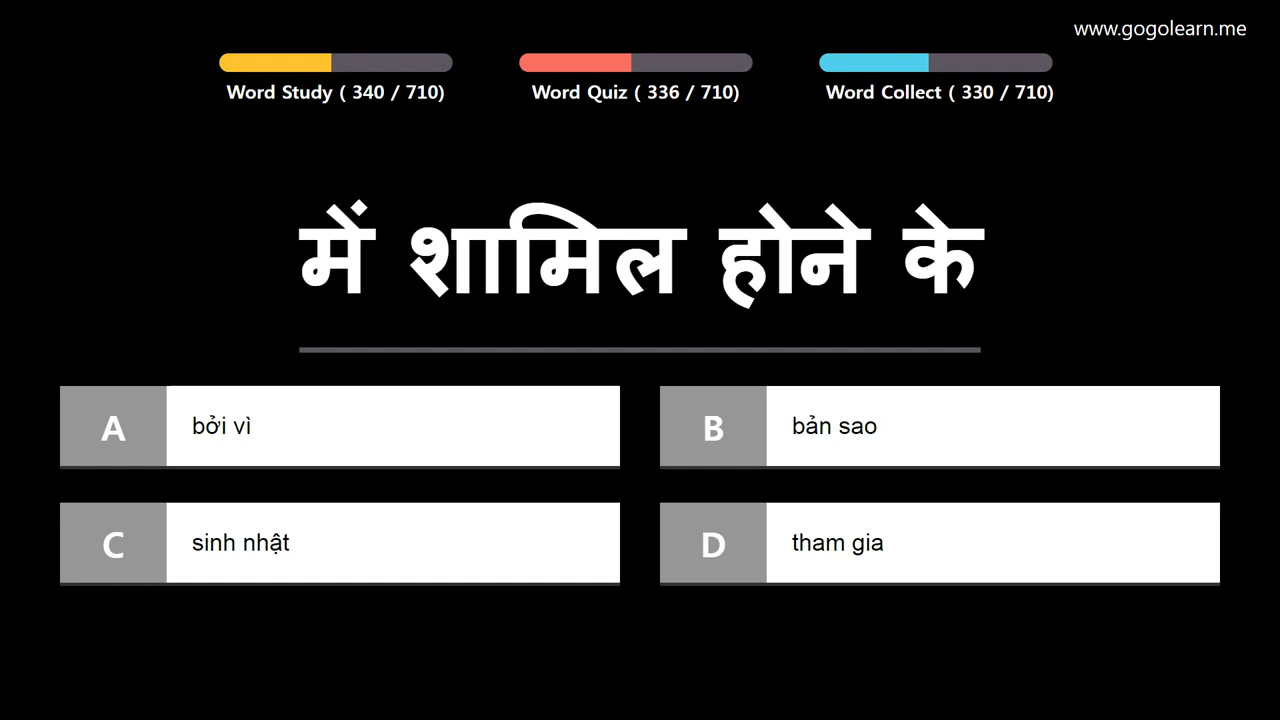 www.gogolearn.me
Word Study ( 340 / 710)
Word Quiz ( 336 / 710)
Word Collect ( 330 / 710)
में शामिल होने के
A bởi vì
B bản sao
C sinh nhật
D tham gia